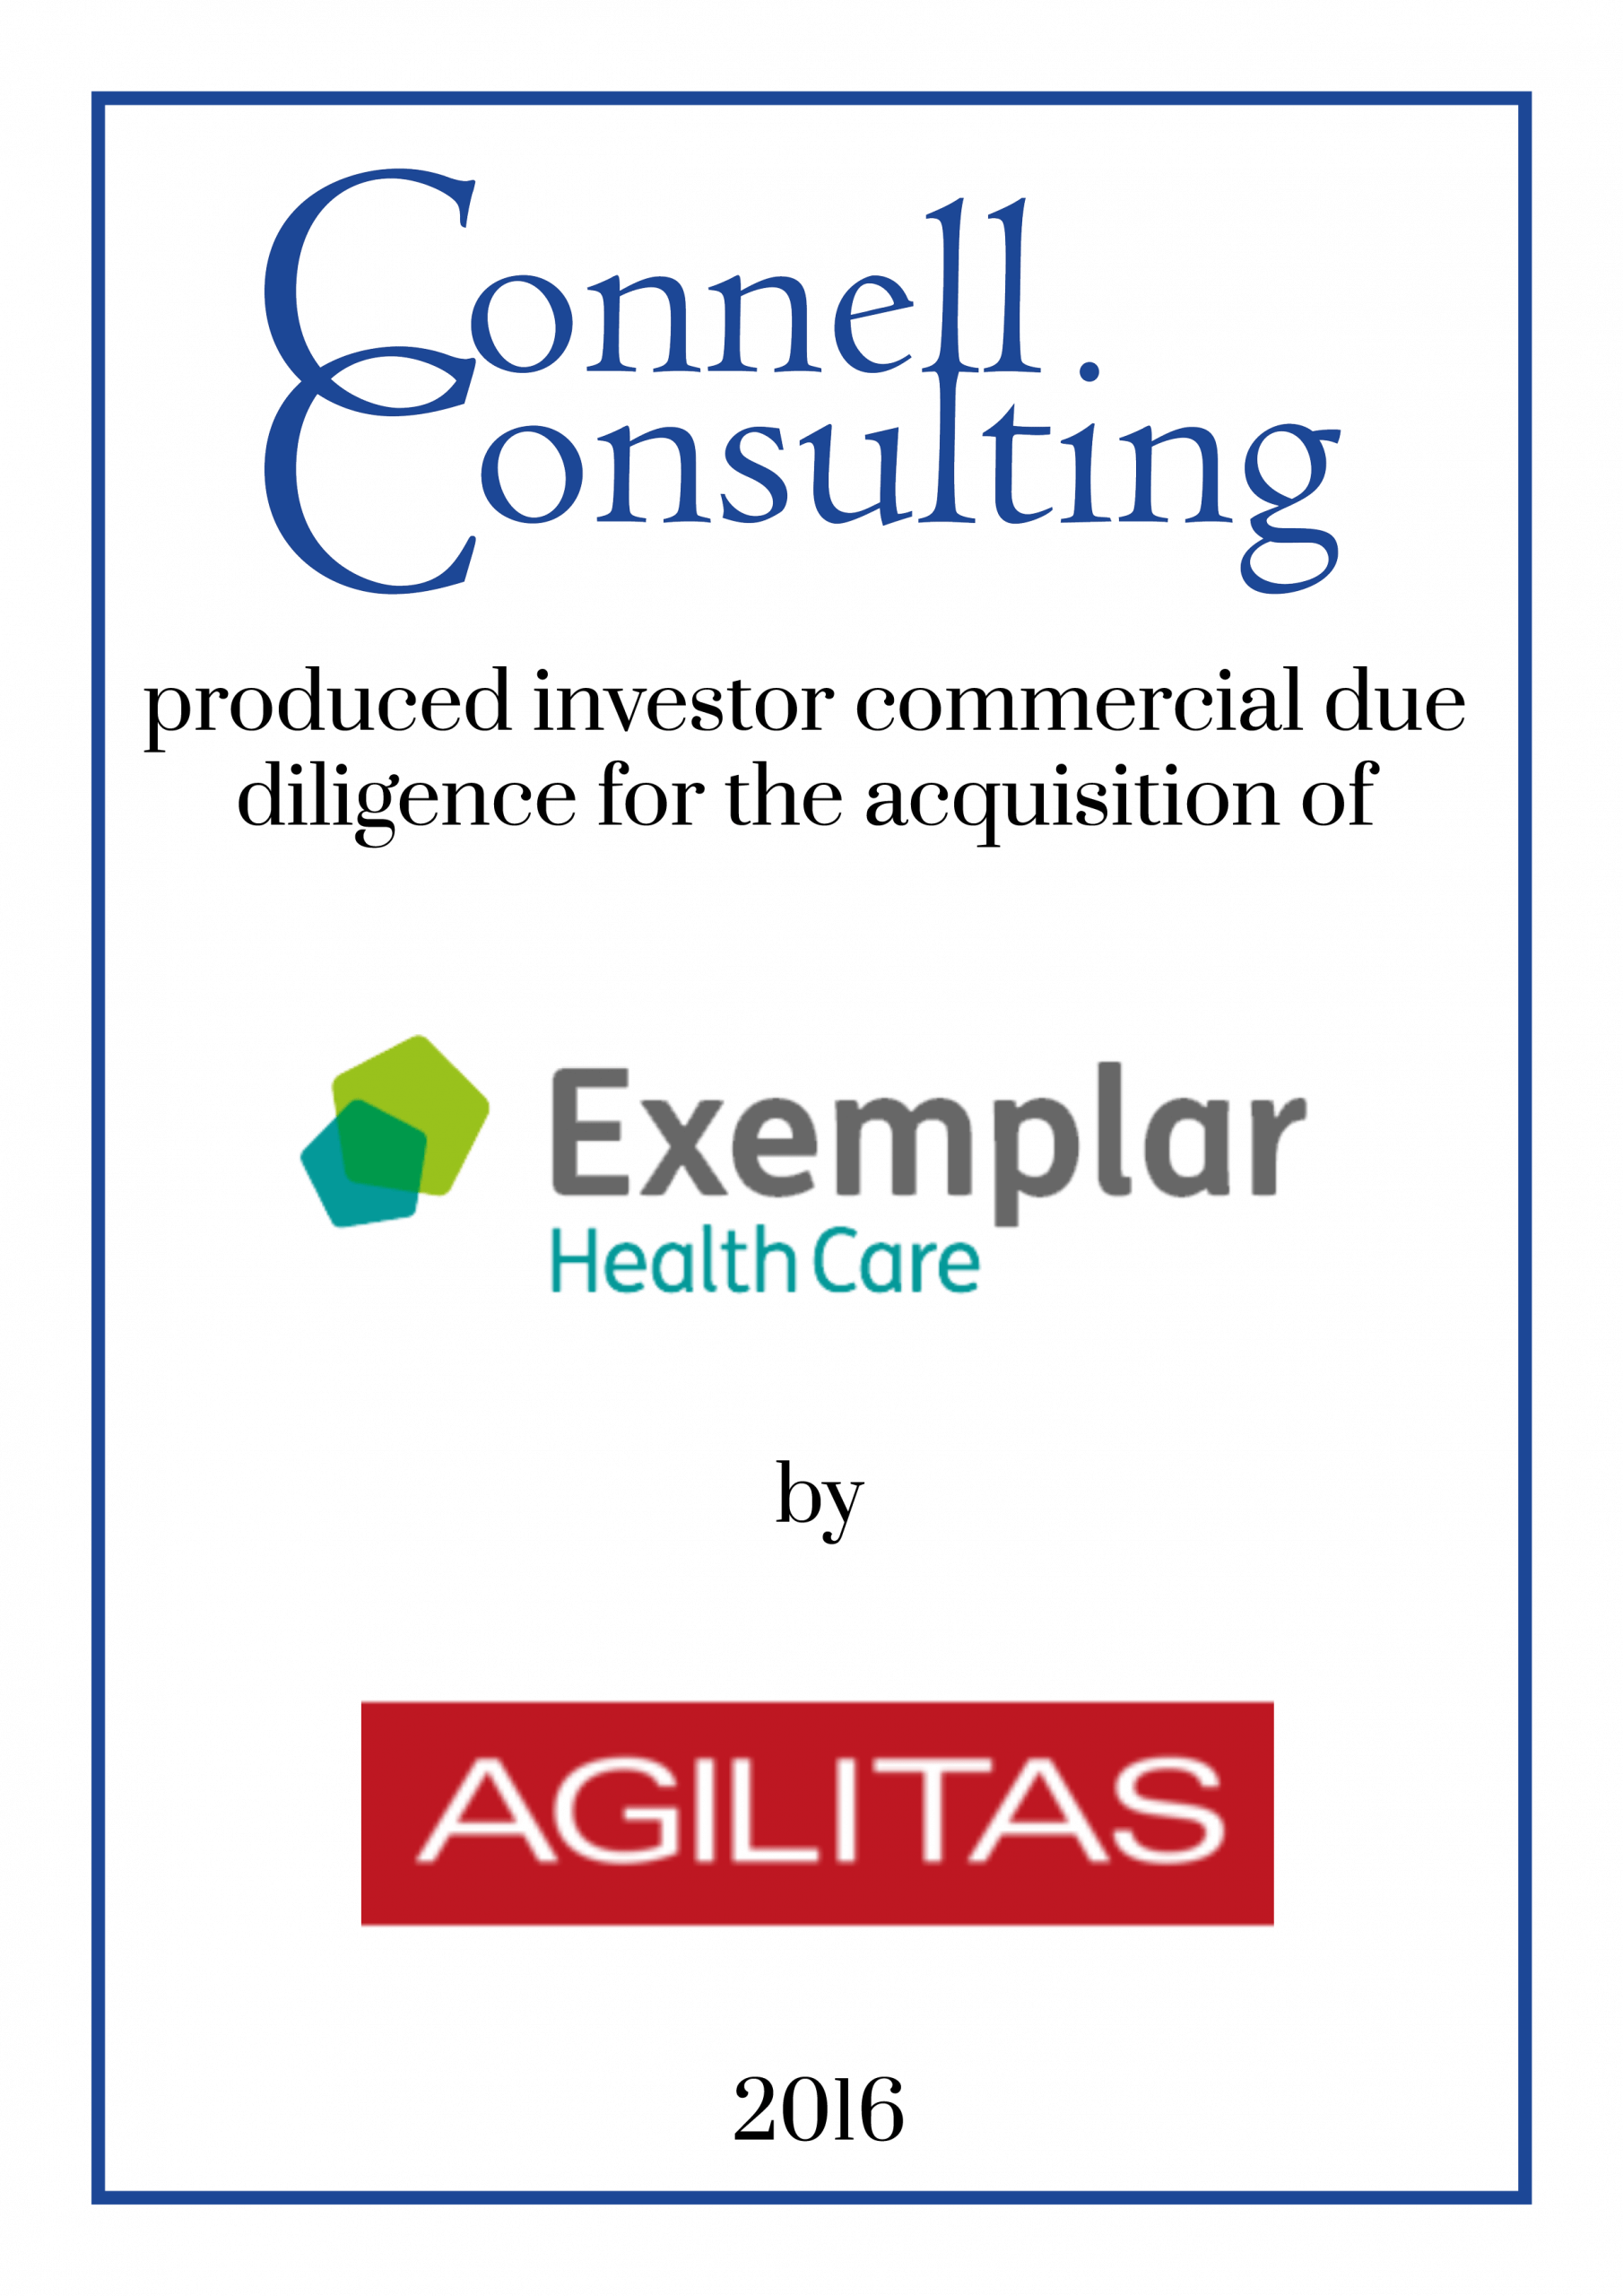 Connell
Consulting
produced investor commercial due
diligence for the acquisition of
Exemplar
Health Care
by
AGILITAS
2016